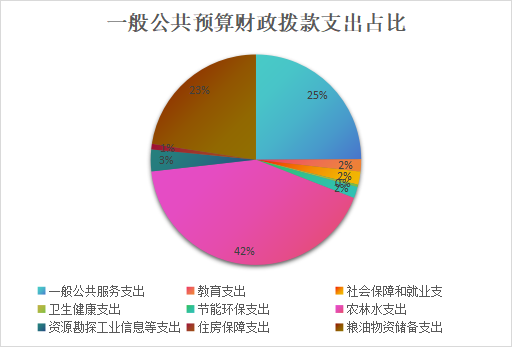 一般公共预算财政拨款支出占比
23%
25%
1%
3%
2%
2%
0%
2%
42%
一般公共服务支出 教育支出 社会保障和就业支
卫生健康支出 节能环保支出 农林水支出
资源勘探工业信息等支出 住房保障支出 粮油物资储备支出